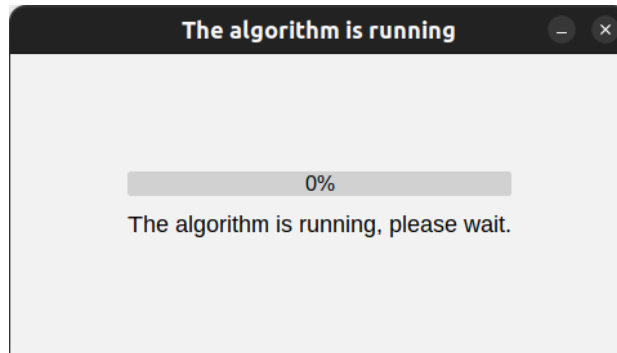 The algorithm is running
0%
The algorithm is running, please wait.